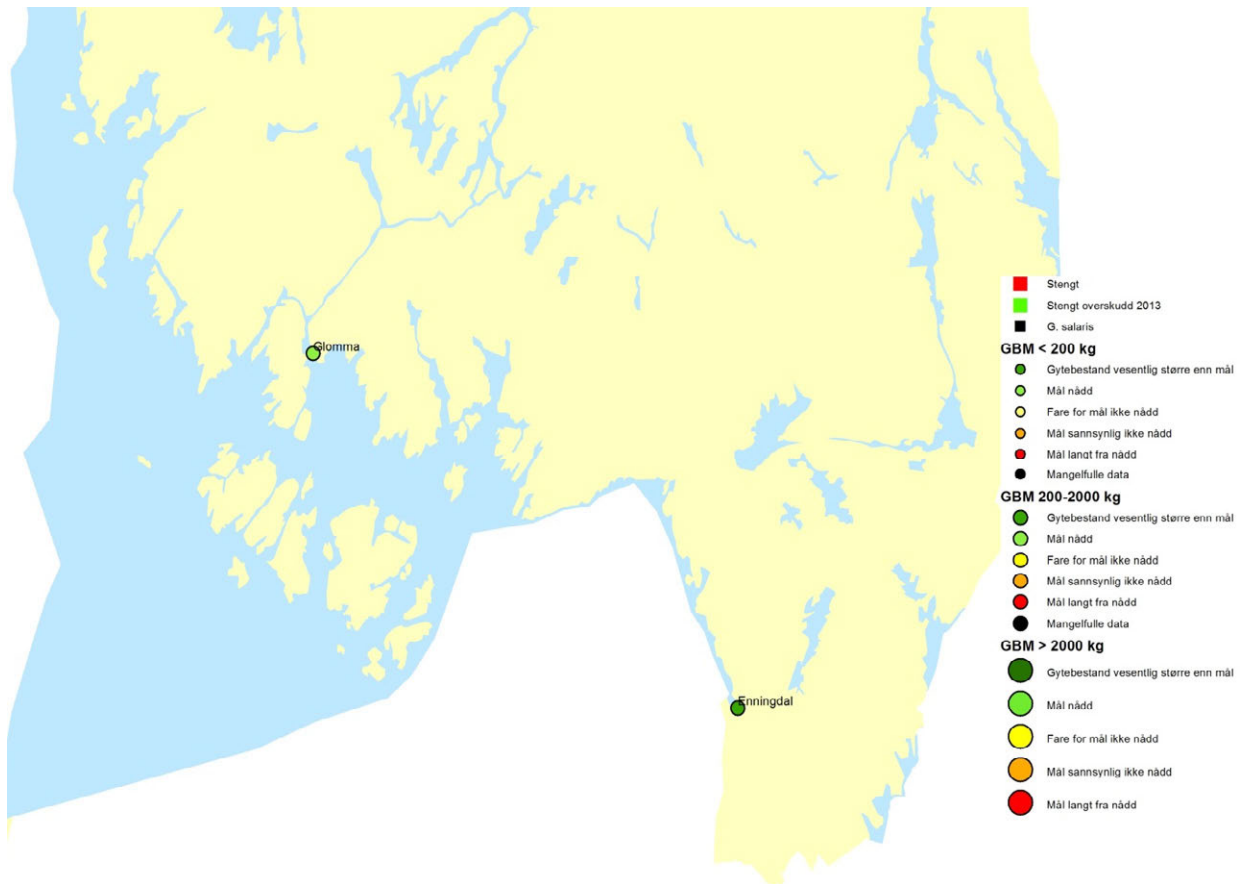 Glomma
Enningdal
Stengt
Stengt overskudd 2013
G. salaris
GBM < 200 kg
Gytebestand vesentlig større enn mål
Mål nådd
Fare for mål ikke nådd
Mål sannsynlig ikke nådd
Mål langt fra nådd
Mangelfulle data
GBM 200-2000 kg
Gytebestand vesentlig større enn mål
Mål nådd
Fare for mål ikke nådd
Mål sannsynlig ikke nådd
Mål langt fra nådd
Mangelfulle data
GBM > 2000 kg
Gytebestand vesentlig større enn mål
Mål nådd
Fare for mål ikke nådd
Mål sannsynlig ikke nådd
Mål langt fra nådd